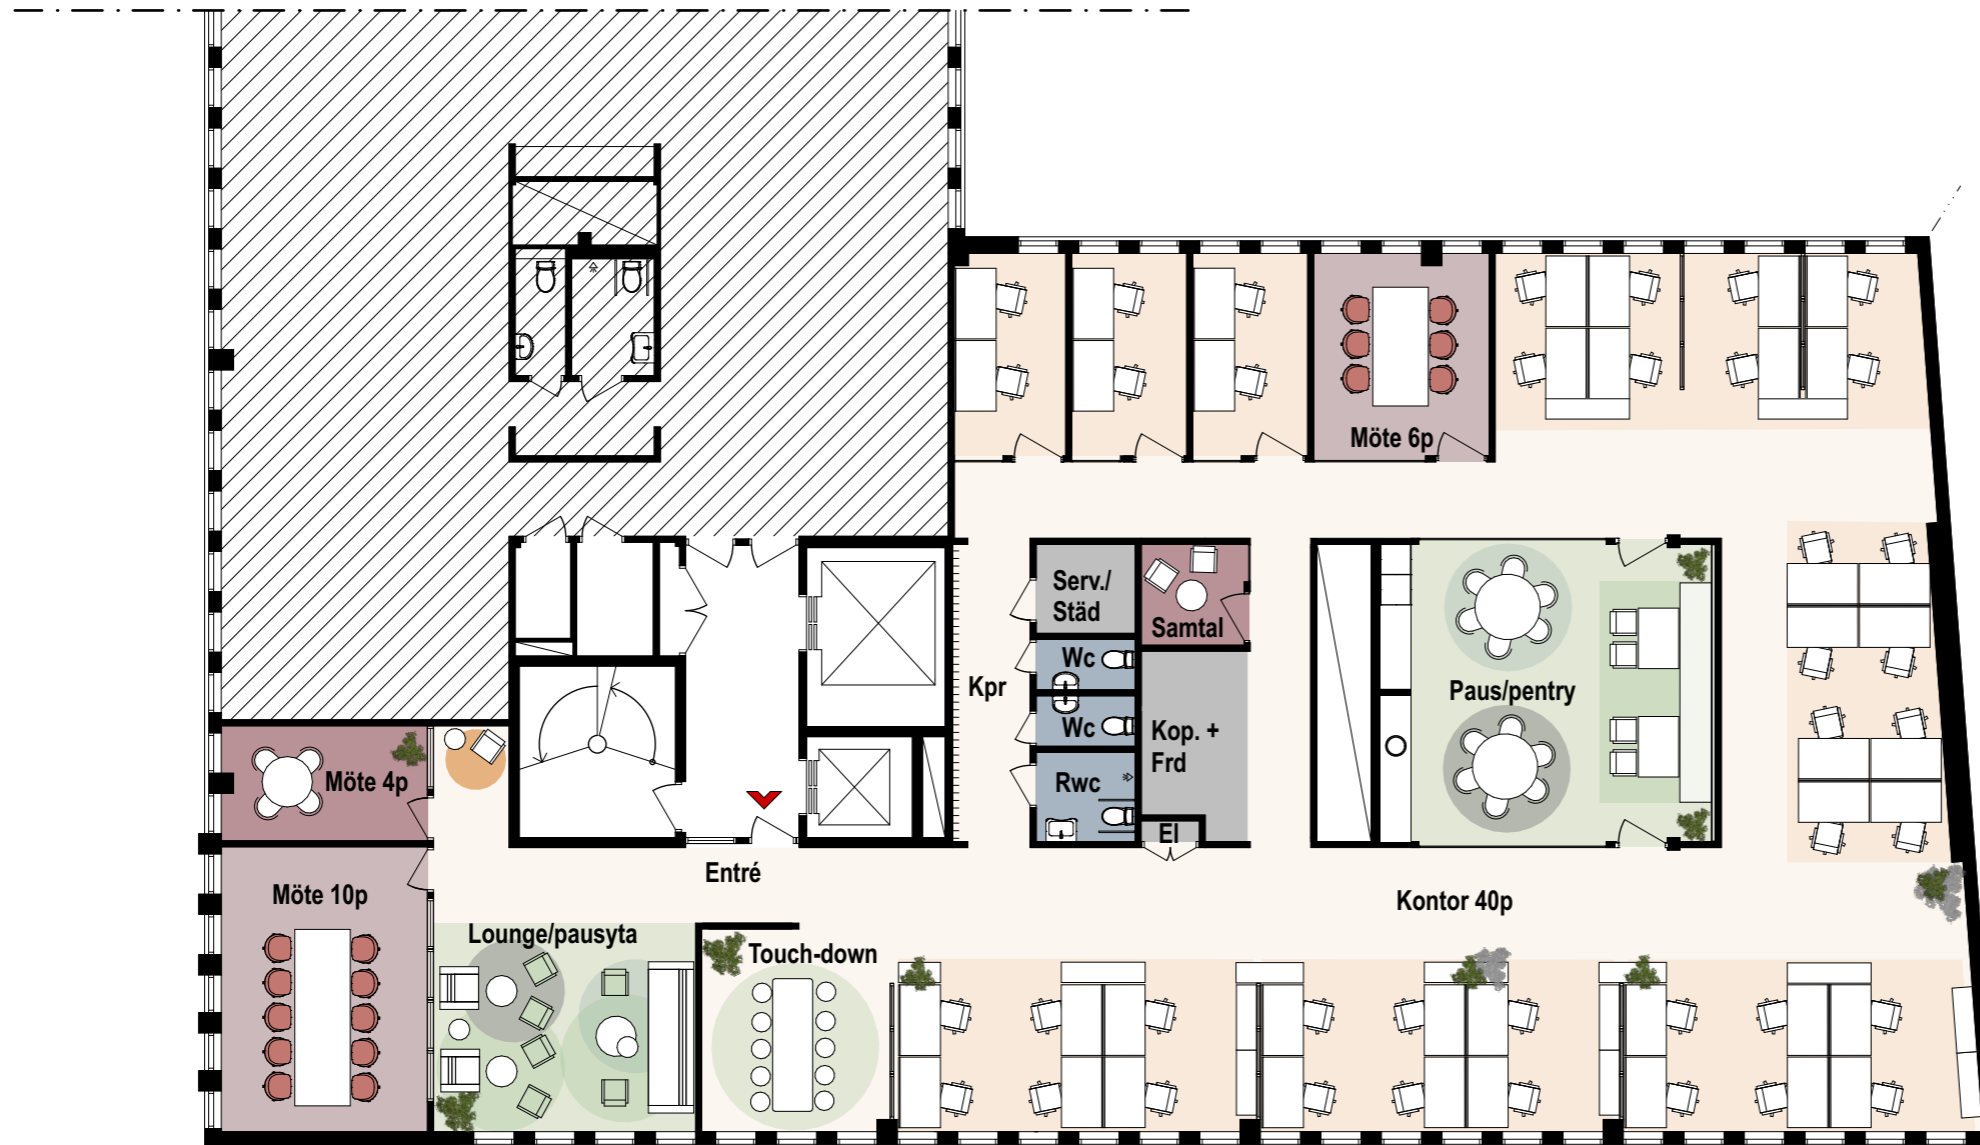 Möte 6p
Serv./
Städ
Samtal
Wc
Kpr
Paus/pentry
Wc
Kop. +
Frd
Möte 4p
Rwc
El
Entré
Möte 10p
Kontor 40p
Lounge/pausyta
Touch-down